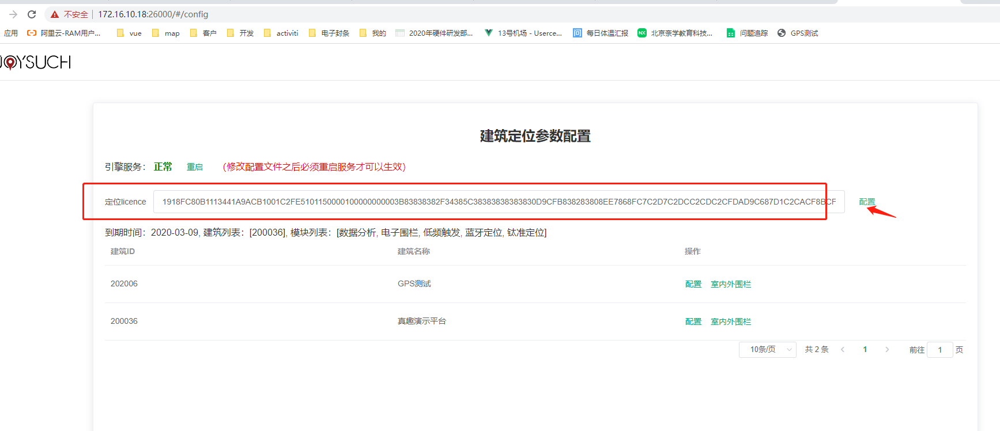 不安全 172.16.10.18:26000/#/config
应用 阿里云-RAM用户... vue map 客户 开发 activiti 电子封条 我的 2020年硬件研发部... 13号机场 - Userce... 每日体温汇报 北京奈学教育科技... 问题追踪 GPS测试
JOYSUCH
建筑定位参数配置
引擎服务： 正常 重启 （修改配置文件之后必须重启服务才可以生效）
定位licence 1918FC80B1113441A9ACB1001C2FE5101150000100000000003B83838382F34385C38383838383830D9CFB838283808EE7868FC7C2D7C2DCC2CDC2CFDAD9C687D1C2CACF8BCF 配置
到期时间：2020-03-09, 建筑列表：[200036], 模块列表：[数据分析, 电子围栏, 低频触发, 蓝牙定位, 钛准定位]
建筑ID 建筑名称 操作
202006 GPS测试 配置 室内外围栏
200036 真趣演示平台 配置 室内外围栏
10条/页 共 2 条 1 前往 1 页